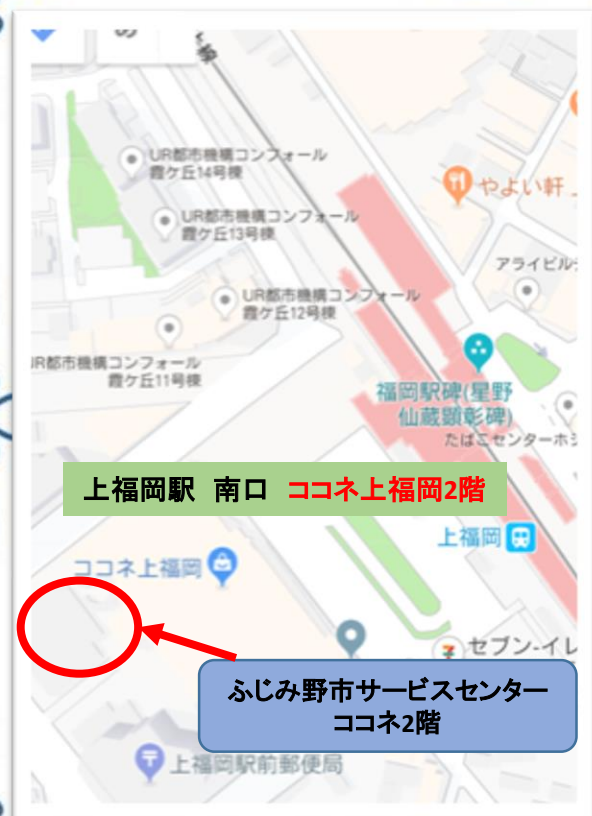 め
UR都市機構コンフォール
霞ケ丘14号棟
やよい軒
UR都市機構コンフォール
霞ケ丘13号棟
アライビル
UR都市機構コンフォール
霞ケ丘12号棟
UR都市機構コンフォール
霞ケ丘11号棟
福岡駅碑(星野
仙蔵顕彰碑)
たばこセンターホシ
上福岡駅 南口 ココネ上福岡2階
上福岡
ココネ上福岡
セブン-イレ
ふじみ野市サービスセンター
ココネ2階
上福岡駅前郵便局